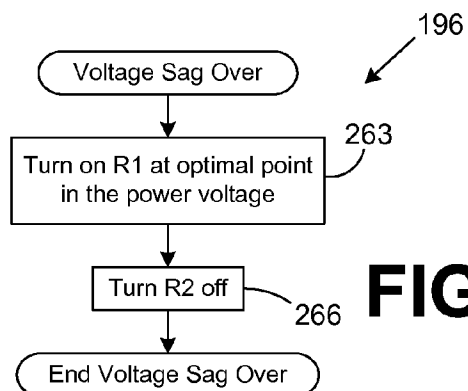 196
Voltage Sag Over
263
Turn on R1 at optimal point
in the power voltage
Turn R2 off
266
FIG
End Voltage Sag Over